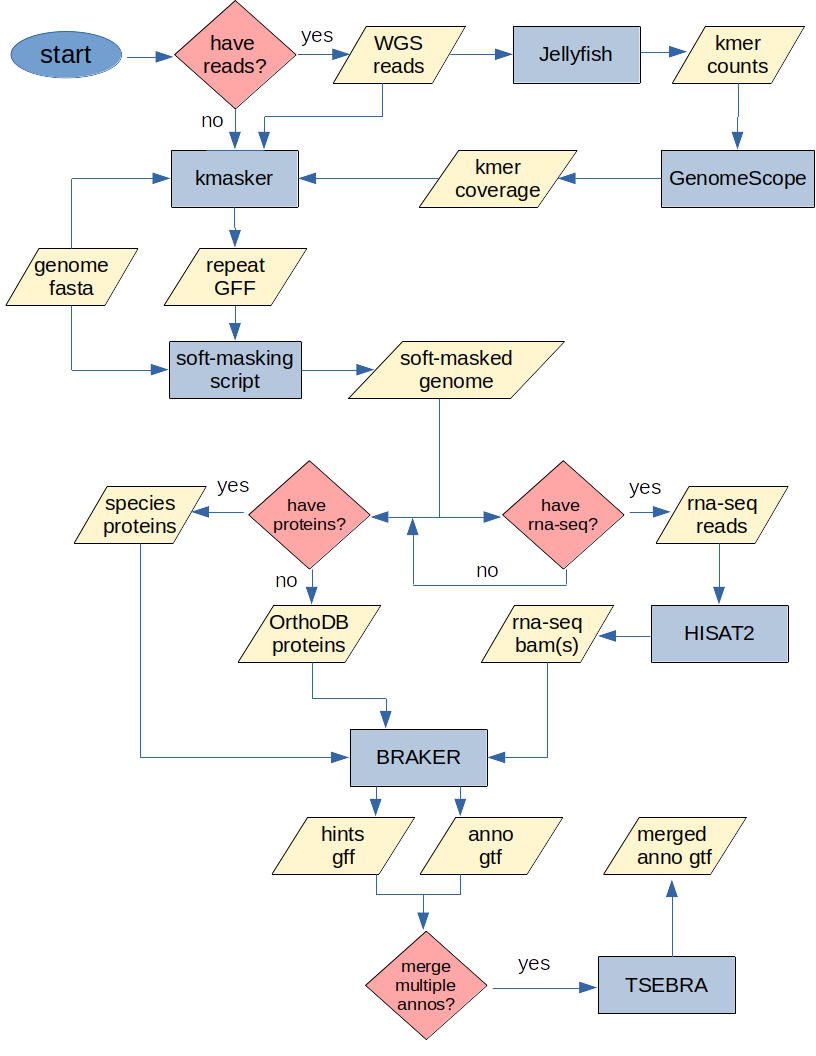 start
have
reads?
yes
WGS
reads
Jellyfish
kmer
counts
no
kmasker
kmer
coverage
GenomeScope
genome
fasta
repeat
GFF
soft-masking
script
soft-masked
genome
species
proteins
yes
have
proteins?
have
rna-seq?
yes
rna-seq
reads
no
no
OrthoDB
proteins
rna-seq
bam(s)
HISAT2
BRAKER
hints
gff
anno
gtf
merged
anno gtf
merge
multiple
annos?
yes
TSEBRA